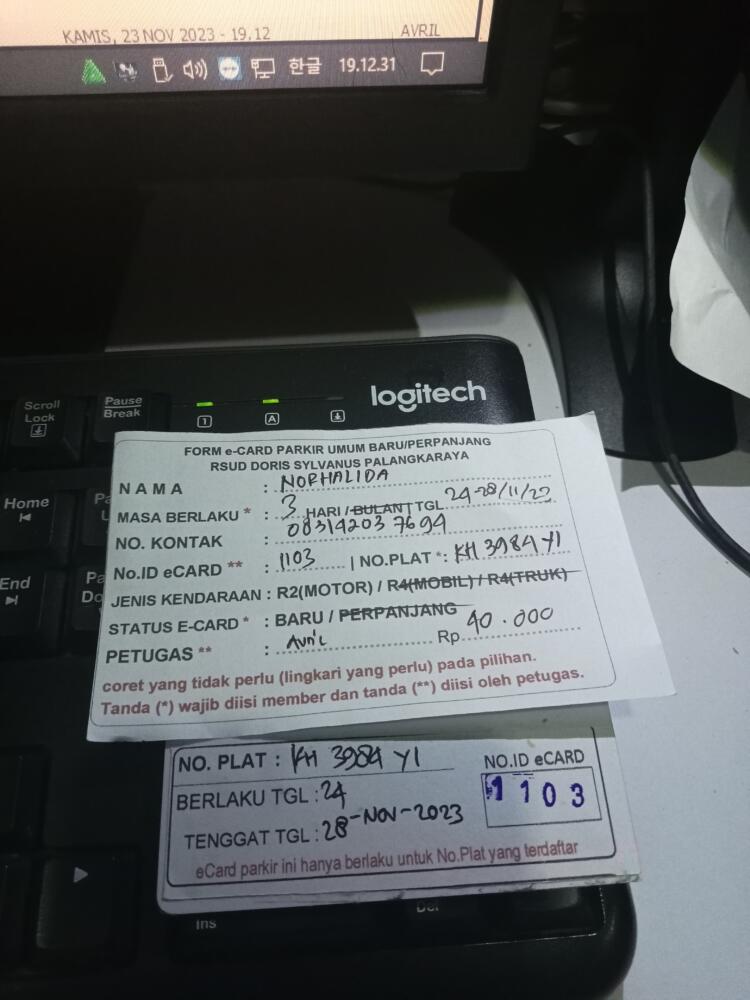 KAMIS, 23 NOV 2023 - 19.12
AVRIL
한글 19.12.31
Scroll Lock
Pause Break
1 A
logitech
Home
End
FORM e-CARD PARKIR UMUM BARU/PERPANJANG
RSUD DORIS SYLVANUS PALANGKARAYA
NAMA : NORHALIDA
MASA BERLAKU * : 3 HARI / BULAN TGL 24-28/11/23
NO. KONTAK : 083142037694
No.ID eCARD ** : 1103 | NO.PLAT *: KH 3984 YI
JENIS KENDARAAN : R2(MOTOR) / R4(MOBIL) / R4(TRUK)
STATUS E-CARD * : BARU / PERPANJANG
PETUGAS ** : Avril Rp 40.000
coret yang tidak perlu (lingkari yang perlu) pada pilihan.
Tanda (*) wajib diisi member dan tanda (**) diisi oleh petugas.
NO. PLAT : KH 3984 YI
NO.ID eCARD
BERLAKU TGL : 24
1103
TENGGAT TGL : 28-NOV-2023
eCard parkir ini hanya berlaku untuk No.Plat yang terdaftar
Ins
Del